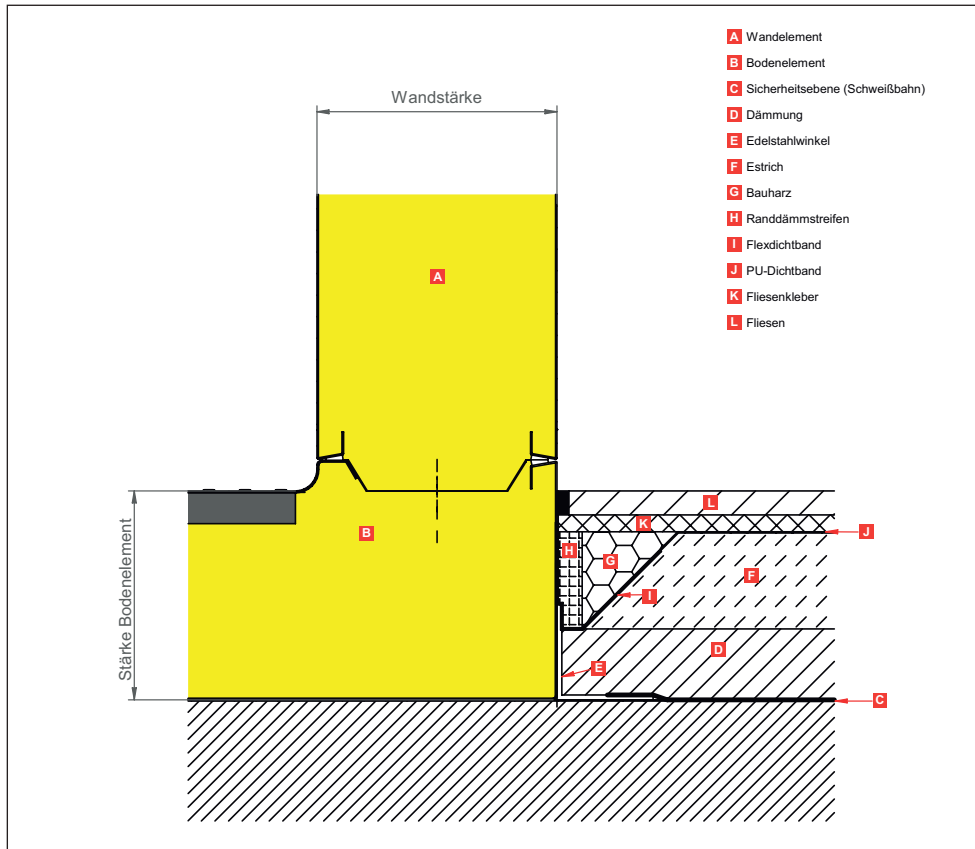 A Wandelement
B Bodenelement
C Sicherheitsebene (Schweißbahn)
D Dämmung
E Edelstahlwinkel
F Estrich
G Bauharz
H Randdämmstreifen
I Flexdichtband
J PU-Dichtband
K Fliesenkleber
L Fliesen
Wandstärke
A
Stärke Bodenelement
B
L
K
J
H
G
F
I
D
E
C